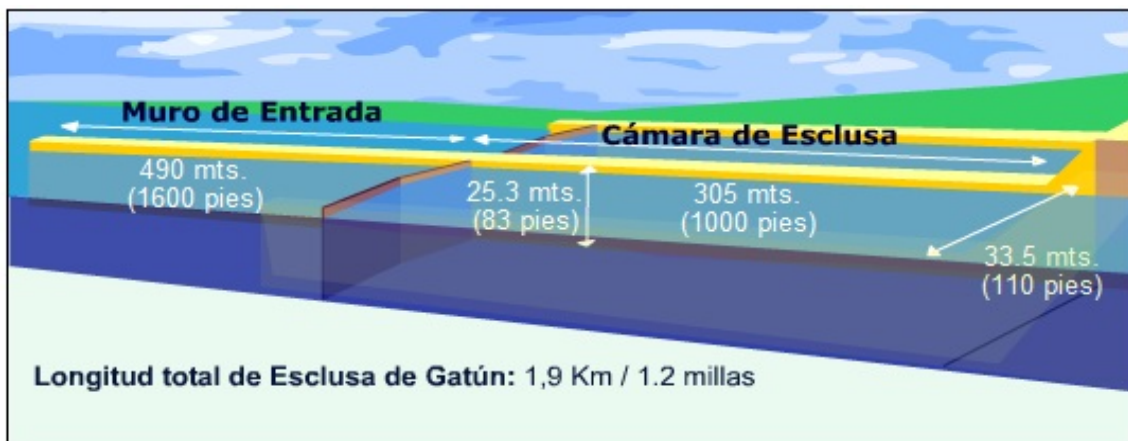 Muro de Entrada
Cámara de Esclusa
490 mts.
(1600 pies)
25.3 mts.
(83 pies)
305 mts.
(1000 pies)
33.5 mts.
(110 pies)
Longitud total de Esclusa de Gatún: 1,9 Km / 1.2 millas